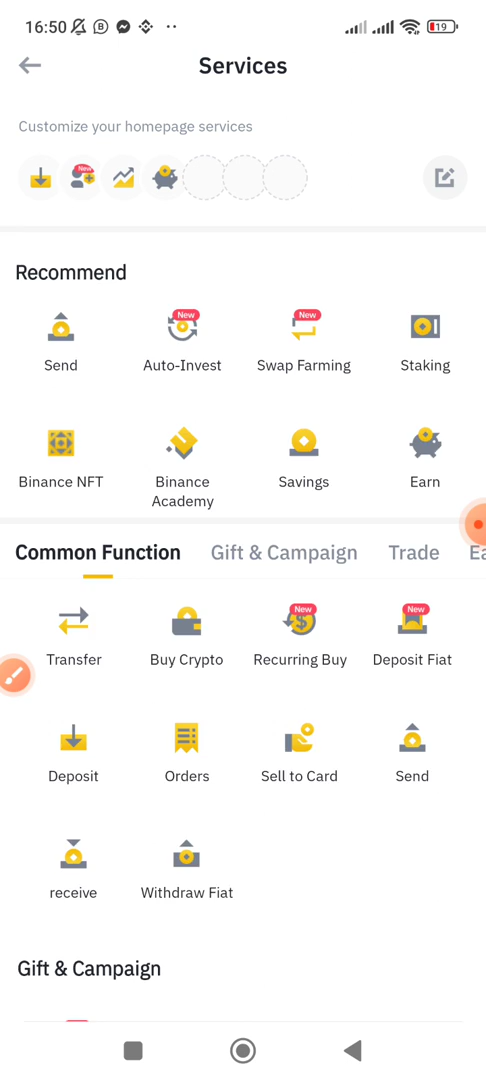 16:50
19
Services
Customize your homepage services
New
Recommend
New
New
Send
Auto-Invest
Swap Farming
Staking
Binance NFT
Binance
Academy
Savings
Earn
Common Function
Gift & Campaign
Trade
Ea
New
New
Transfer
Buy Crypto
Recurring Buy
Deposit Fiat
Deposit
Orders
Sell to Card
Send
receive
Withdraw Fiat
Gift & Campaign